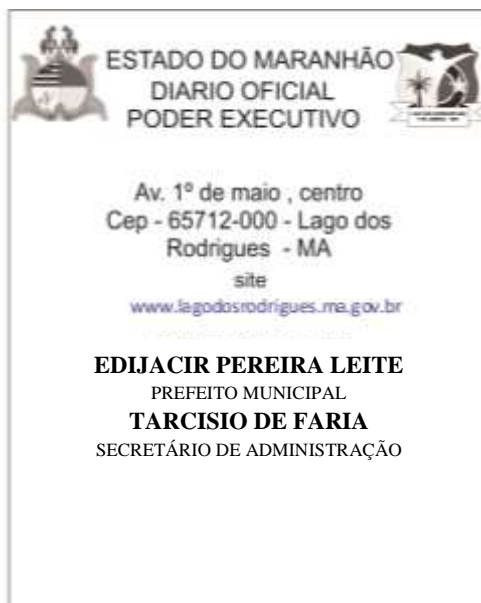 ESTADO DO MARANHÃO
DIARIO OFICIAL
PODER EXECUTIVO
Av. 1º de maio , centro
Cep - 65712-000 - Lago dos
Rodrigues - MA
site
www.lagodosrodrigues.ma.gov.br
EDIJACIR PEREIRA LEITE
PREFEITO MUNICIPAL
TARCISIO DE FARIA
SECRETÁRIO DE ADMINISTRAÇÃO